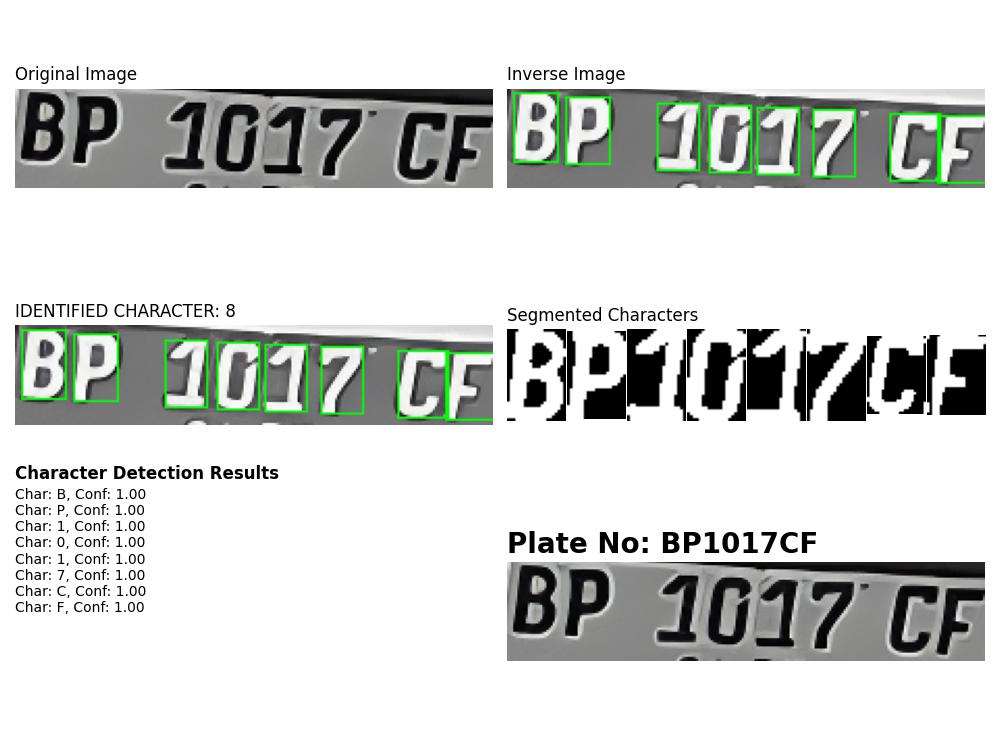 Original Image
BP 1017 CF
Inverse Image
BP 1017 CF
IDENTIFIED CHARACTER: 8
BP 1017 CF
Segmented Characters
BP1017CF
Character Detection Results
Char: B, Conf: 1.00
Char: P, Conf: 1.00
Char: 1, Conf: 1.00
Char: 0, Conf: 1.00
Char: 1, Conf: 1.00
Char: 7, Conf: 1.00
Char: C, Conf: 1.00
Char: F, Conf: 1.00
Plate No: BP1017CF
BP 1017 CF